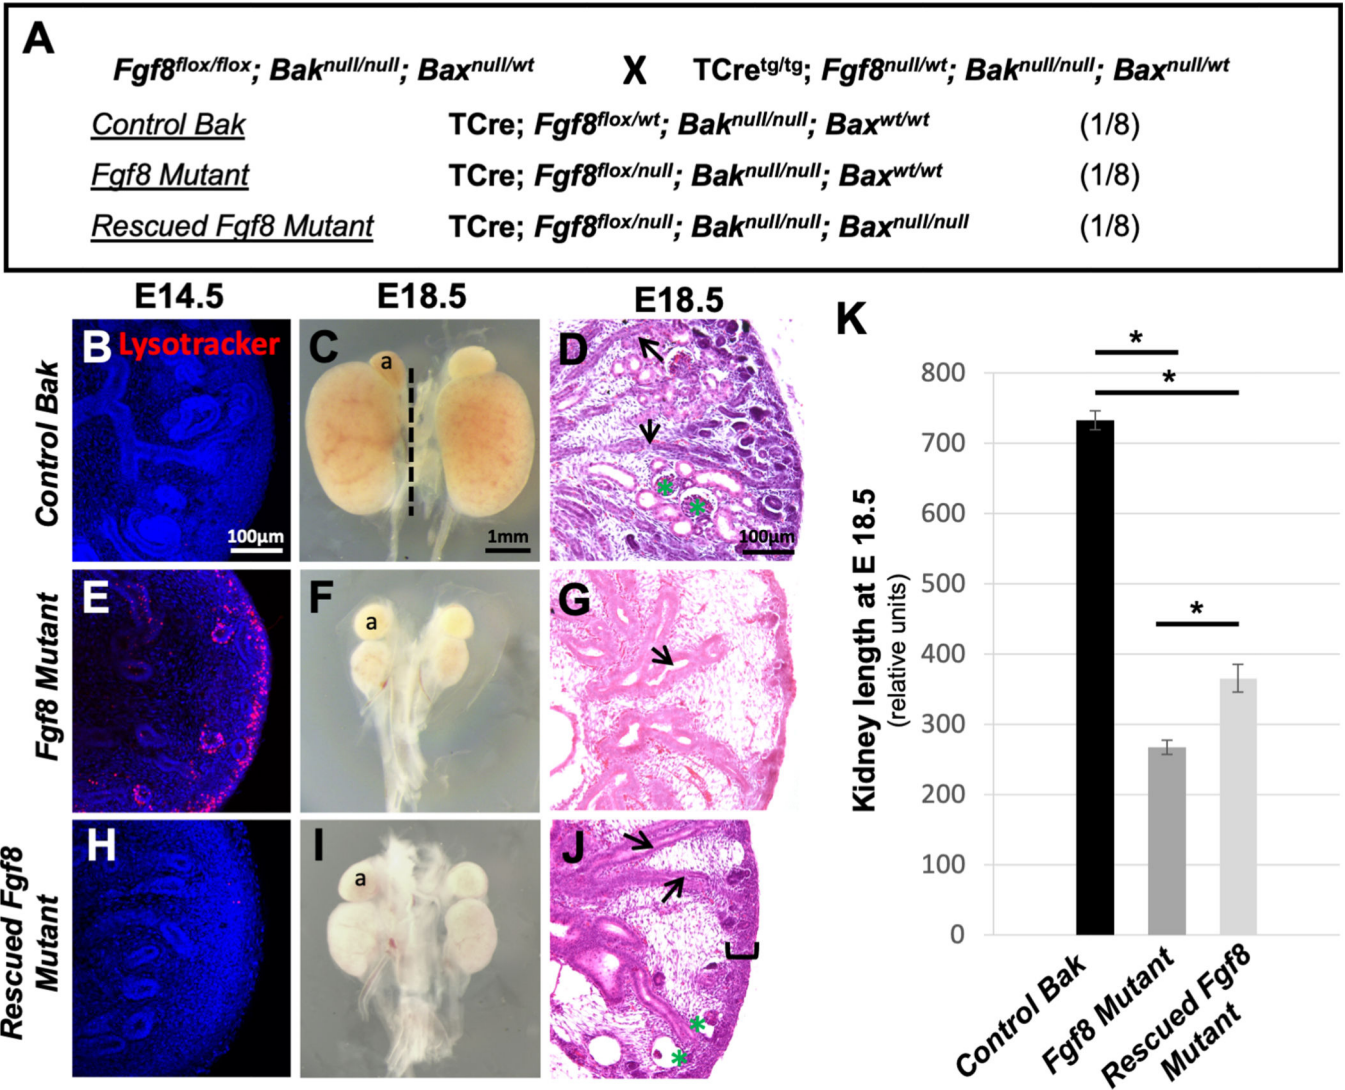 A
Fgf8flox/flox; Baknull/null; Baxnull/wt X TCretg/tg; Fgf8null/wt; Baknull/null; Baxnull/wt
Control Bak TCre; Fgf8flox/wt; Baknull/null; Baxwt/wt (1/8)
Fgf8 Mutant TCre; Fgf8flox/null; Baknull/null; Baxwt/wt (1/8)
Rescued Fgf8 Mutant TCre; Fgf8flox/null; Baknull/null; Baxnull/null (1/8)
E14.5 E18.5 E18.5
Control Bak
B Lysotracker
100µm
C
a
1mm
D
*
*
100µm
Fgf8 Mutant
E
F
a
G
Rescued Fgf8
Mutant
H
I
a
J
*
*
K
*
*
*
Kidney length at E 18.5
(relative units)
800
700
600
500
400
300
200
100
0
Control Bak
Fgf8 Mutant
Rescued Fgf8
Mutant